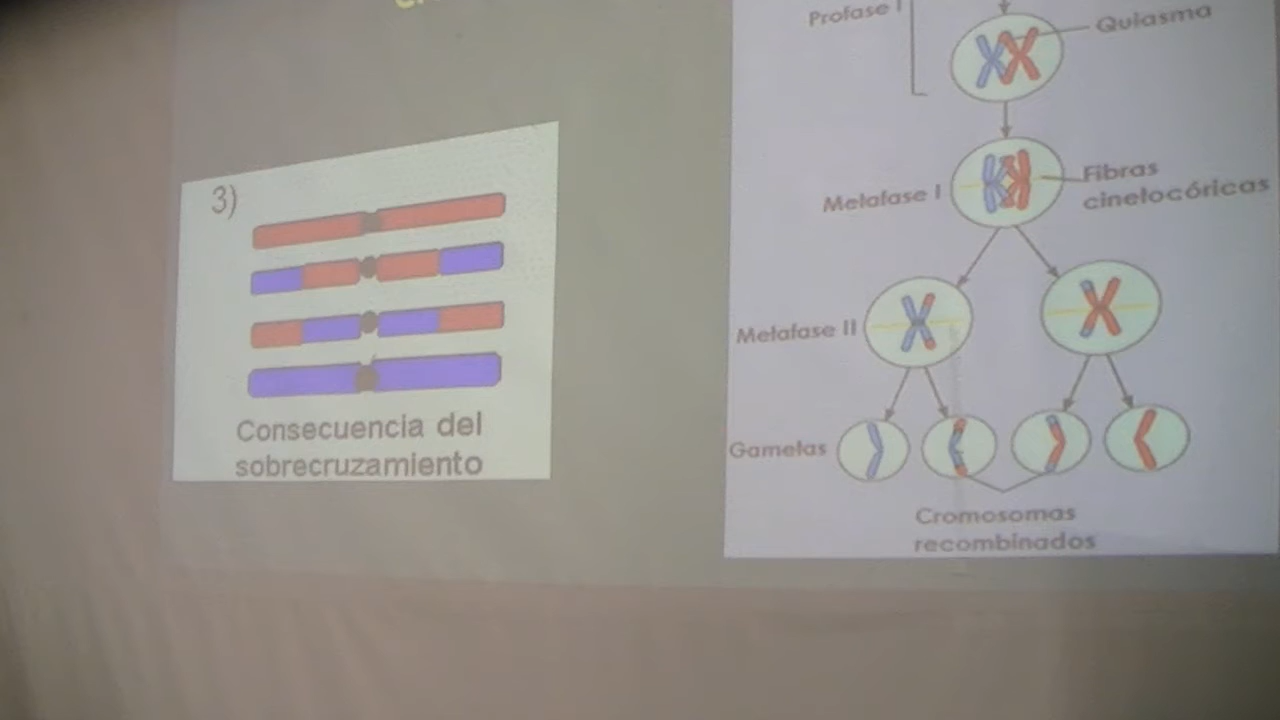 3)
Consecuencia del
sobrecruzamiento
Profase I
Quiasma
Metafase I
Fibras
cinetocóricas
Metafase II
Gametas
Cromosomas
recombinados